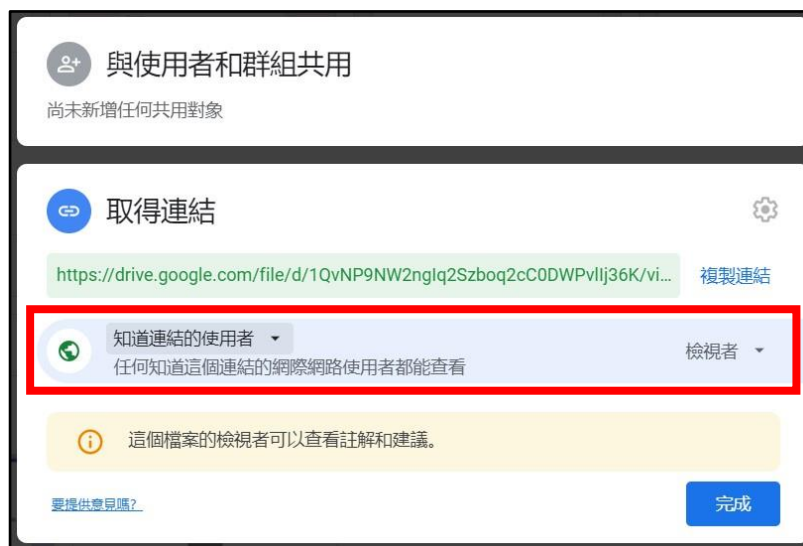 與使用者和群組共用
尚未新增任何共用對象
取得連結
https://drive.google.com/file/d/1QvNP9NW2ngIq2Szboq2cC0DWPvlIj36K/vi...
複製連結
知道連結的使用者
任何知道這個連結的網際網路使用者都能查看
檢視者
這個檔案的檢視者可以查看註解和建議。
要提供意見嗎?
完成